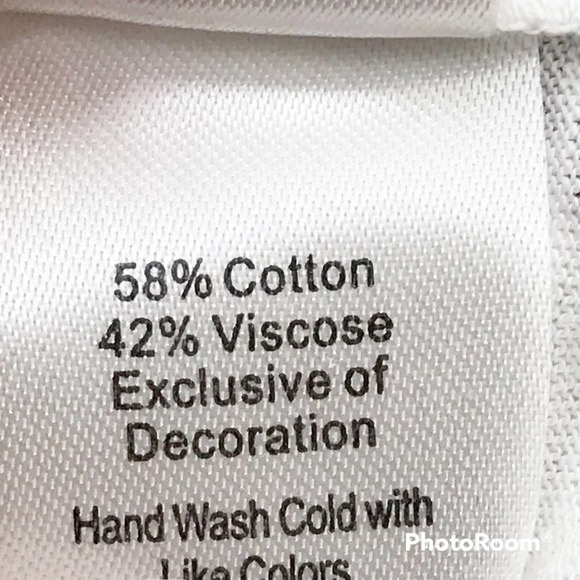 58% Cotton
42% Viscose
Exclusive of
Decoration
Hand Wash Cold with
Like Colors
PhotoRoom